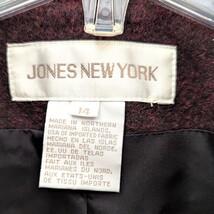 JONES NEW YORK
14
MADE IN NORTHERN
MARIANA ISLANDS,
USA OF IMPORTED FABRIC
HECHO EN LAS ISLAS
MARIANAS DEL NORTE,
EE.UU DE TELAS
IMPORTADAS
FAIT AUX ILES
MARIANES DU NORD,
AUX ETATS-UNIS
DE TISSU IMPORTE